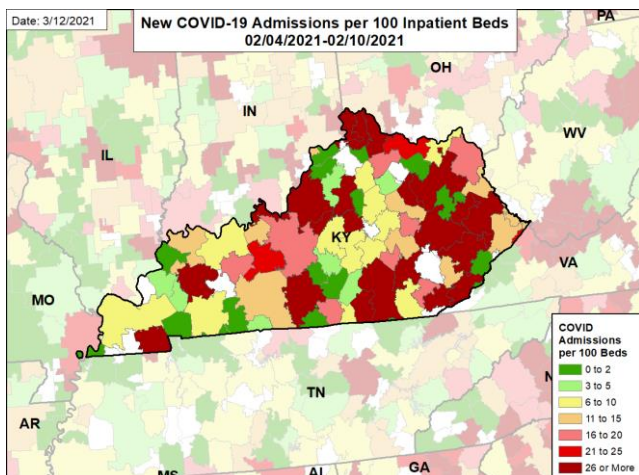 Date: 3/12/2021
New COVID-19 Admissions per 100 Inpatient Beds
02/04/2021-02/10/2021
PA
OH
IN
IL
WV
KY
VA
MO
TN
AR
MS
AL
GA
N
COVID
Admissions
per 100 Beds
0 to 2
3 to 5
6 to 10
11 to 15
16 to 20
21 to 25
26 or More